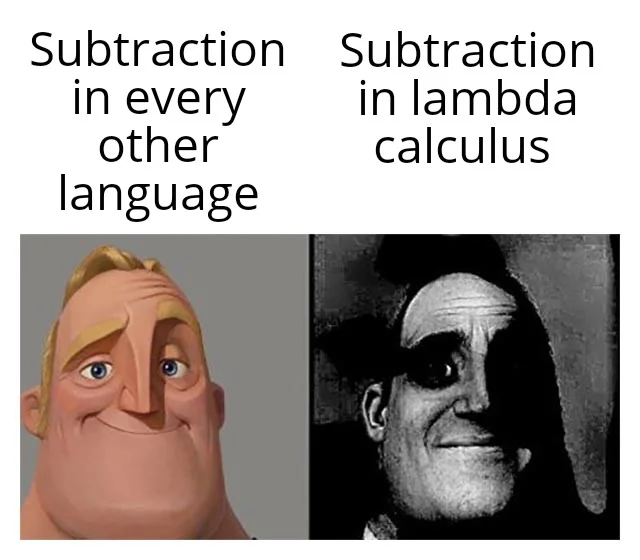 Subtraction
in every
other
language
Subtraction
in lambda
calculus